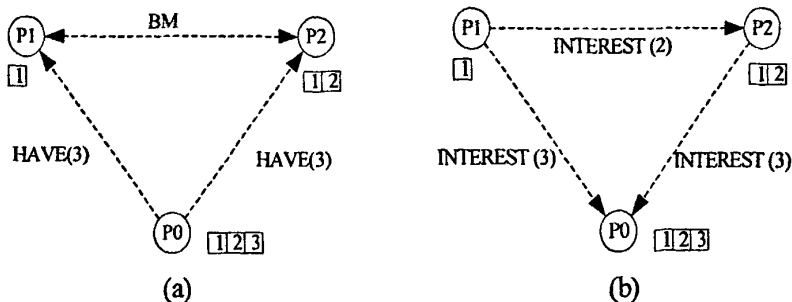 P1
BM
P2
1
1 2
HAVE(3)
HAVE(3)
P0
1 2 3
(a)
P1
INTEREST (2)
P2
1
1 2
INTEREST (3)
INTEREST (3)
P0
1 2 3
(b)